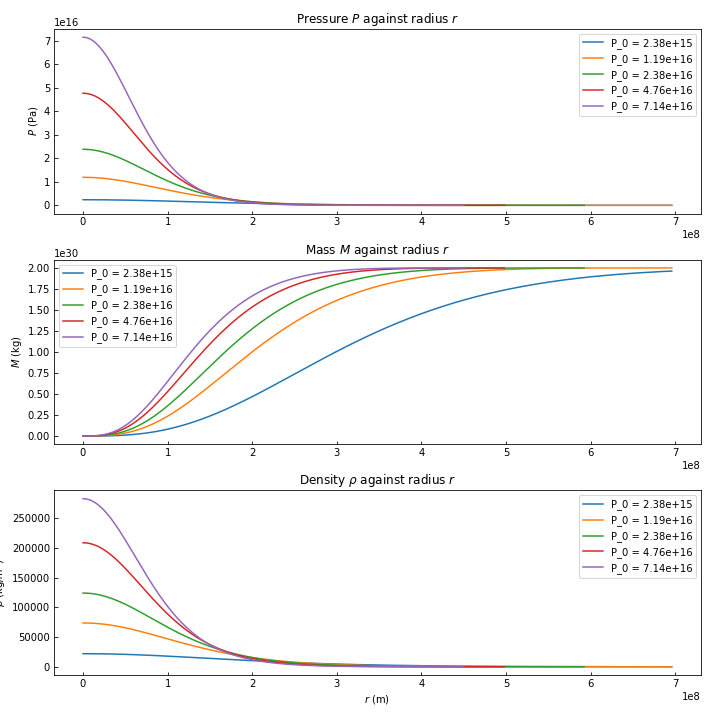 Pressure P against radius r
1e16
7
6
5
4
3
2
1
0
P (Pa)
P_0 = 2.38e+15
P_0 = 1.19e+16
P_0 = 2.38e+16
P_0 = 4.76e+16
P_0 = 7.14e+16
0 1 2 3 4 5 6 7
1e8
Mass M against radius r
1e30
2.00
1.75
1.50
1.25
1.00
0.75
0.50
0.25
0.00
M (kg)
P_0 = 2.38e+15
P_0 = 1.19e+16
P_0 = 2.38e+16
P_0 = 4.76e+16
P_0 = 7.14e+16
0 1 2 3 4 5 6 7
1e8
Density ρ against radius r
250000
200000
150000
100000
50000
0
P_0 = 2.38e+15
P_0 = 1.19e+16
P_0 = 2.38e+16
P_0 = 4.76e+16
P_0 = 7.14e+16
0 1 2 3 4 5 6 7
1e8
r (m)